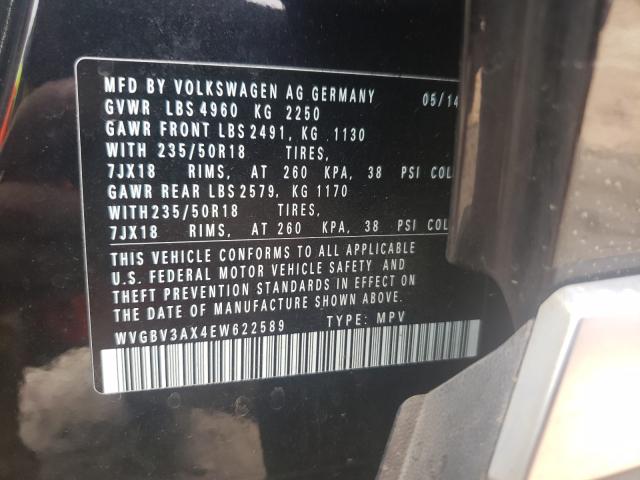 MFD BY VOLKSWAGEN AG GERMANY 05/14
GVWR LBS 4960 KG 2250
GAWR FRONT LBS 2491, KG 1130
WITH 235/50R18 TIRES,
7JX18 RIMS, AT 260 KPA, 38 PSI COL
GAWR REAR LBS 2579, KG 1170
WITH235/50R18 TIRES,
7JX18 RIMS, AT 260 KPA, 38 PSI COL
THIS VEHICLE CONFORMS TO ALL APPLICABLE
U.S. FEDERAL MOTOR VEHICLE SAFETY AND
THEFT PREVENTION STANDARDS IN EFFECT ON
THE DATE OF MANUFACTURE SHOWN ABOVE.
WVGBV3AX4EW622589 TYPE: MPV